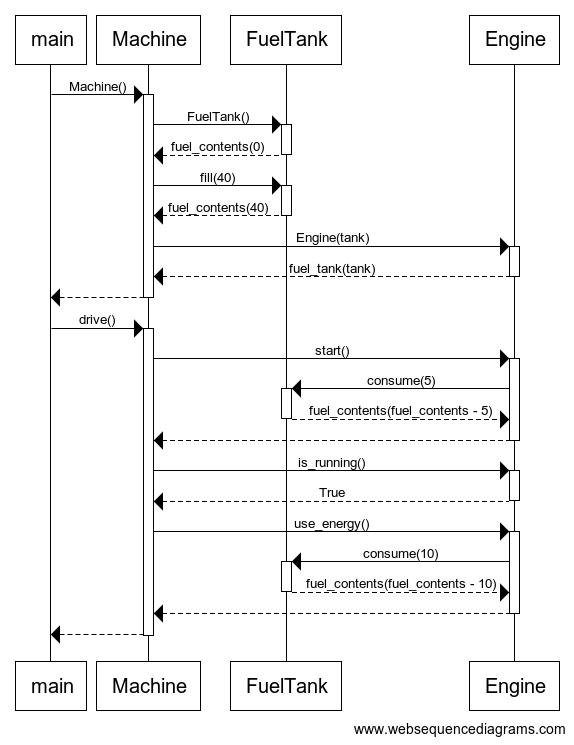 main Machine FuelTank Engine
Machine()
FuelTank()
fuel_contents(0)
fill(40)
fuel_contents(40)
Engine(tank)
fuel_tank(tank)
drive()
start()
consume(5)
fuel_contents(fuel_contents - 5)
is_running()
True
use_energy()
consume(10)
fuel_contents(fuel_contents - 10)
main Machine FuelTank Engine
www.websequencediagrams.com